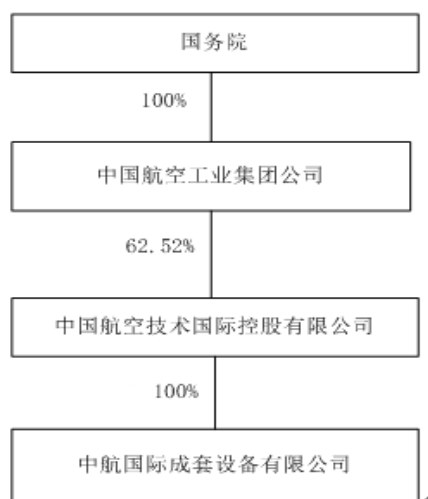 国务院
100%
中国航空工业集团公司
62.52%
中国航空技术国际控股有限公司
100%
中航国际成套设备有限公司